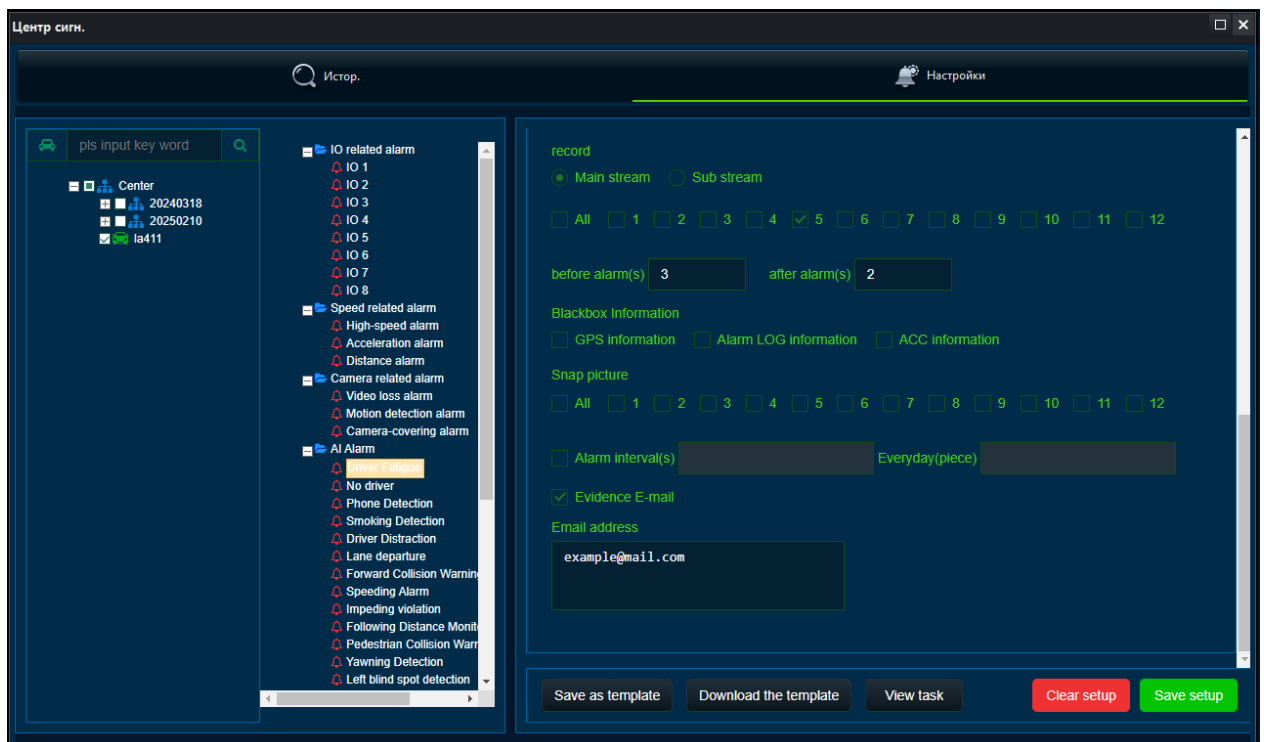 Центр сигн.
Истор.
Настройки
pls input key word
Center
20240318
20250210
la411
IO related alarm
IO 1
IO 2
IO 3
IO 4
IO 5
IO 6
IO 7
IO 8
Speed related alarm
High-speed alarm
Acceleration alarm
Distance alarm
Camera related alarm
Video loss alarm
Motion detection alarm
Camera-covering alarm
AI Alarm
Driver Fatigue
No driver
Phone Detection
Smoking Detection
Driver Distraction
Lane departure
Forward Collision Warning
Speeding Alarm
Impeding violation
Following Distance Monit
Pedestrian Collision Warr
Yawning Detection
Left blind spot detection
record
Main stream Sub stream
All 1 2 3 4 5 6 7 8 9 10 11 12
before alarm(s) 3 after alarm(s) 2
Blackbox Information
GPS information Alarm LOG information ACC information
Snap picture
All 1 2 3 4 5 6 7 8 9 10 11 12
Alarm interval(s) Everyday(piece)
Evidence E-mail
Email address
example@mail.com
Save as template Download the template View task Clear setup Save setup